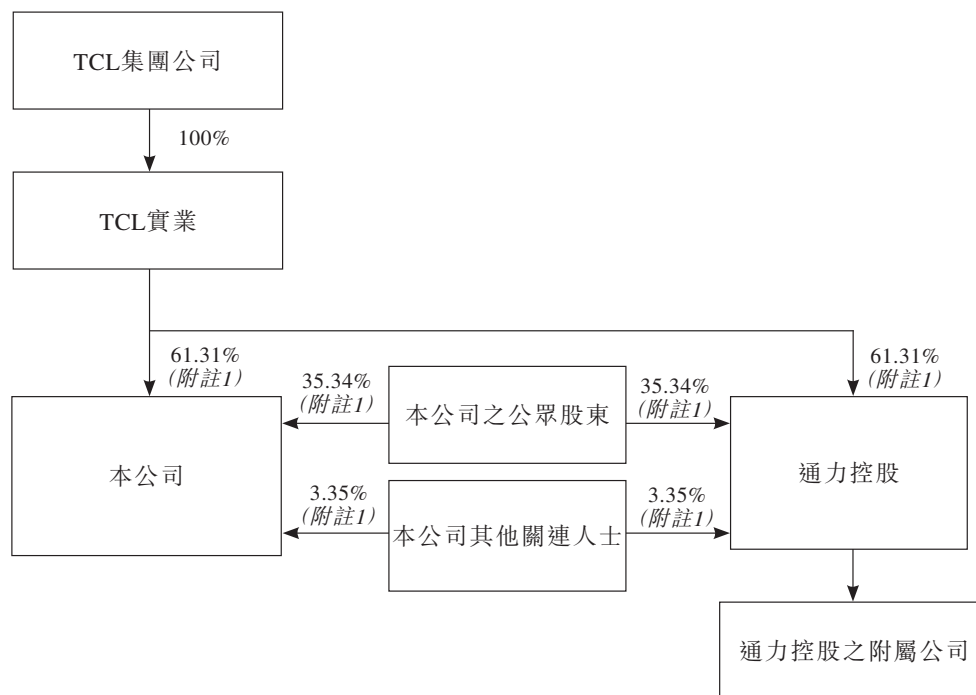 TCL集團公司
100%
TCL實業
61.31%
(附註1)
35.34%
(附註1)
本公司之公眾股東
35.34%
(附註1)
61.31%
(附註1)
本公司
通力控股
3.35%
(附註1)
本公司其他關連人士
3.35%
(附註1)
通力控股之附屬公司